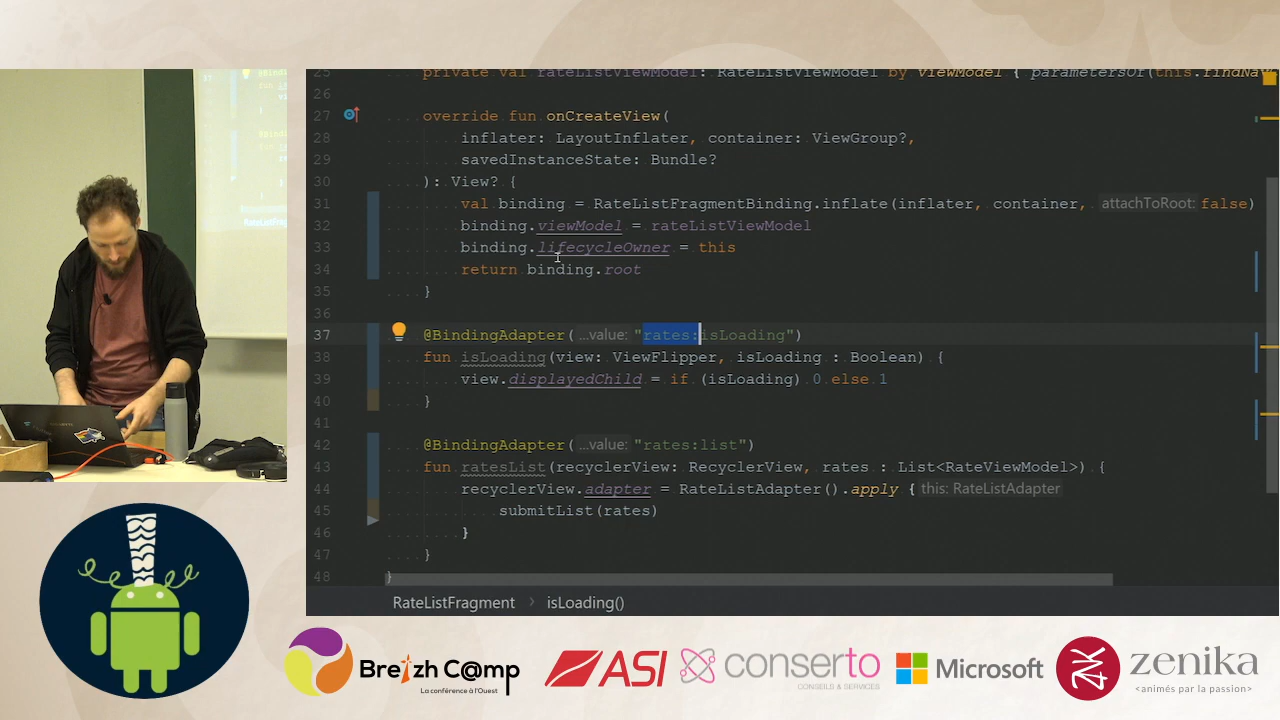 25 private val rateListViewModel: RateListViewModel by viewModel { parametersOf(this.findNav
26
27 override fun onCreateView(
28 inflater: LayoutInflater, container: ViewGroup?,
29 savedInstanceState: Bundle?
30 ): View? {
31 val binding = RateListFragmentBinding.inflate(inflater, container, attachToRoot: false)
32 binding.viewModel = rateListViewModel
33 binding.lifecycleOwner = this
34 return binding.root
35 }
36
37 @BindingAdapter( ...value: "rates:isLoading")
38 fun isLoading(view: ViewFlipper, isLoading : Boolean) {
39 view.displayedChild = if (isLoading) 0 else 1
40 }
41
42 @BindingAdapter( ...value: "rates:list")
43 fun ratesList(recyclerView: RecyclerView, rates : List<RateViewModel>) {
44 recyclerView.adapter = RateListAdapter().apply { this: RateListAdapter
45 submitList(rates)
46 }
47 }
48 }
RateListFragment > isLoading()
Breizh C@mp
La conférence à l'Ouest
ASI
conserto
CONSEILS & SERVICES
Microsoft
zenika
<animés par la passion>